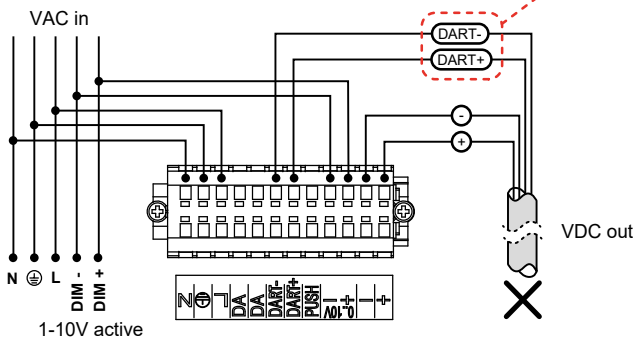 VAC in
DART-
DART+
-
+
VDC out
N L DIM - DIM +
1-10V active
N L DA DA DART- DART+ PUSH - + 0..10V - +